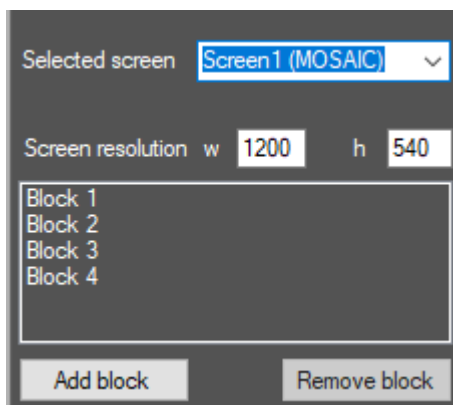 Selected screen Screen1 (MOSAIC)
Screen resolution w 1200 h 540
Block 1
Block 2
Block 3
Block 4
Add block Remove block